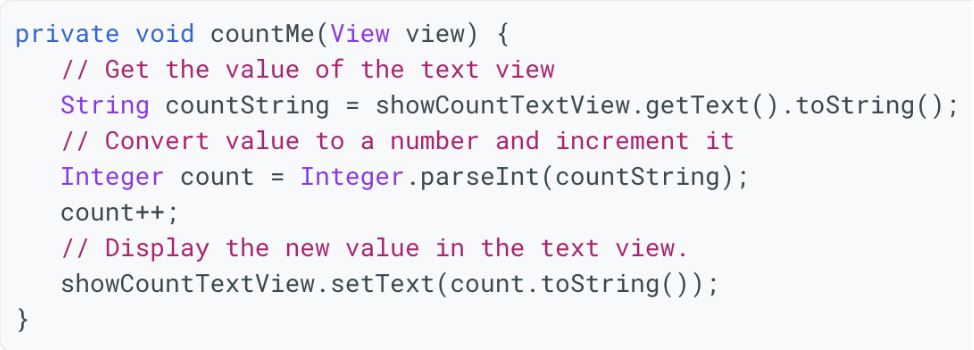 private void countMe(View view) {
// Get the value of the text view
String countString = showCountTextView.getText().toString();
// Convert value to a number and increment it
Integer count = Integer.parseInt(countString);
count++;
// Display the new value in the text view.
showCountTextView.setText(count.toString());
}